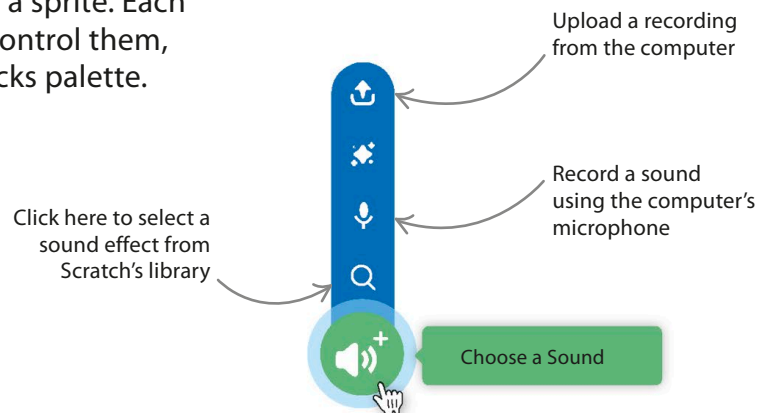 a sprite. Each
ontrol them,
cks palette.
Upload a recording
from the computer
Record a sound
using the computer's
microphone
Click here to select a
sound effect from
Scratch's library
Choose a Sound